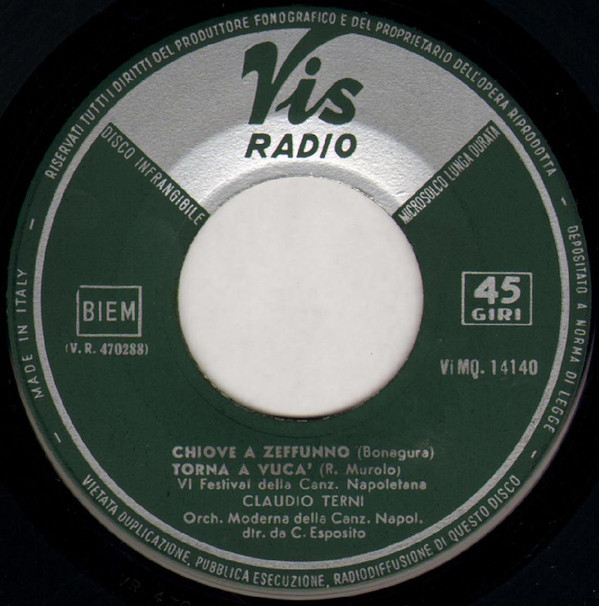 RISERVATI TUTTI I DIRITTI DEL PRODUTTORE FONOGRAFICO E DEL PROPRIETARIO DELL'OPERA RIPRODOTTA
Vis
RADIO
DISCO INFRANGIBILE
MICROSOLCO LUNGA DURATA
MADE IN ITALY
DEPOSITATO A NORMA DI LEGGE
BIEM
(V.R. 470288)
45
GIRI
Vi MQ. 14140
CHIOVE A ZEFFUNNO (Bonagura)
TORNA A VUCA' (R. Murolo)
VI Festival della Canz. Napoletana
CLAUDIO TERNI
Orch. Moderna della Canz. Napol.
dir. da C. Esposito
VIETATA DUPLICAZIONE, PUBBLICA ESECUZIONE, RADIODIFFUSIONE DI QUESTO DISCO